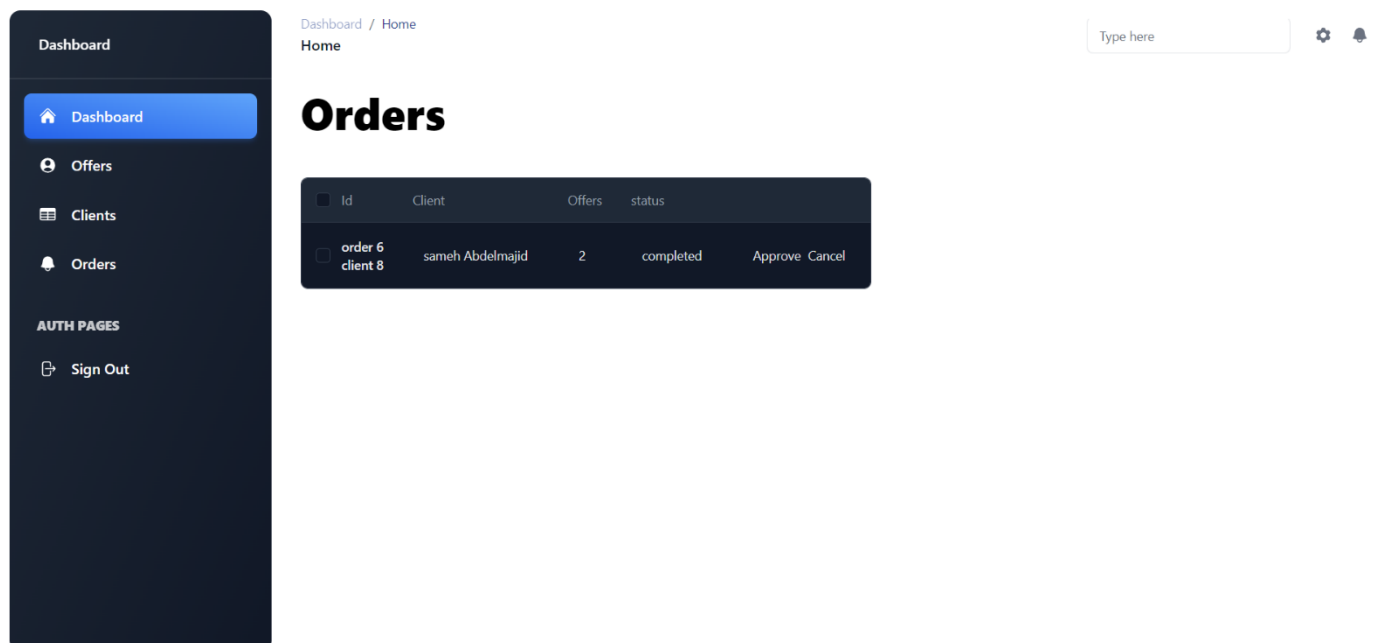 Dashboard
Dashboard
Offers
Clients
Orders
AUTH PAGES
Sign Out
Dashboard / Home
Home
Type here
Orders
Id Client Offers status
order 6
client 8
sameh Abdelmajid 2 completed Approve Cancel